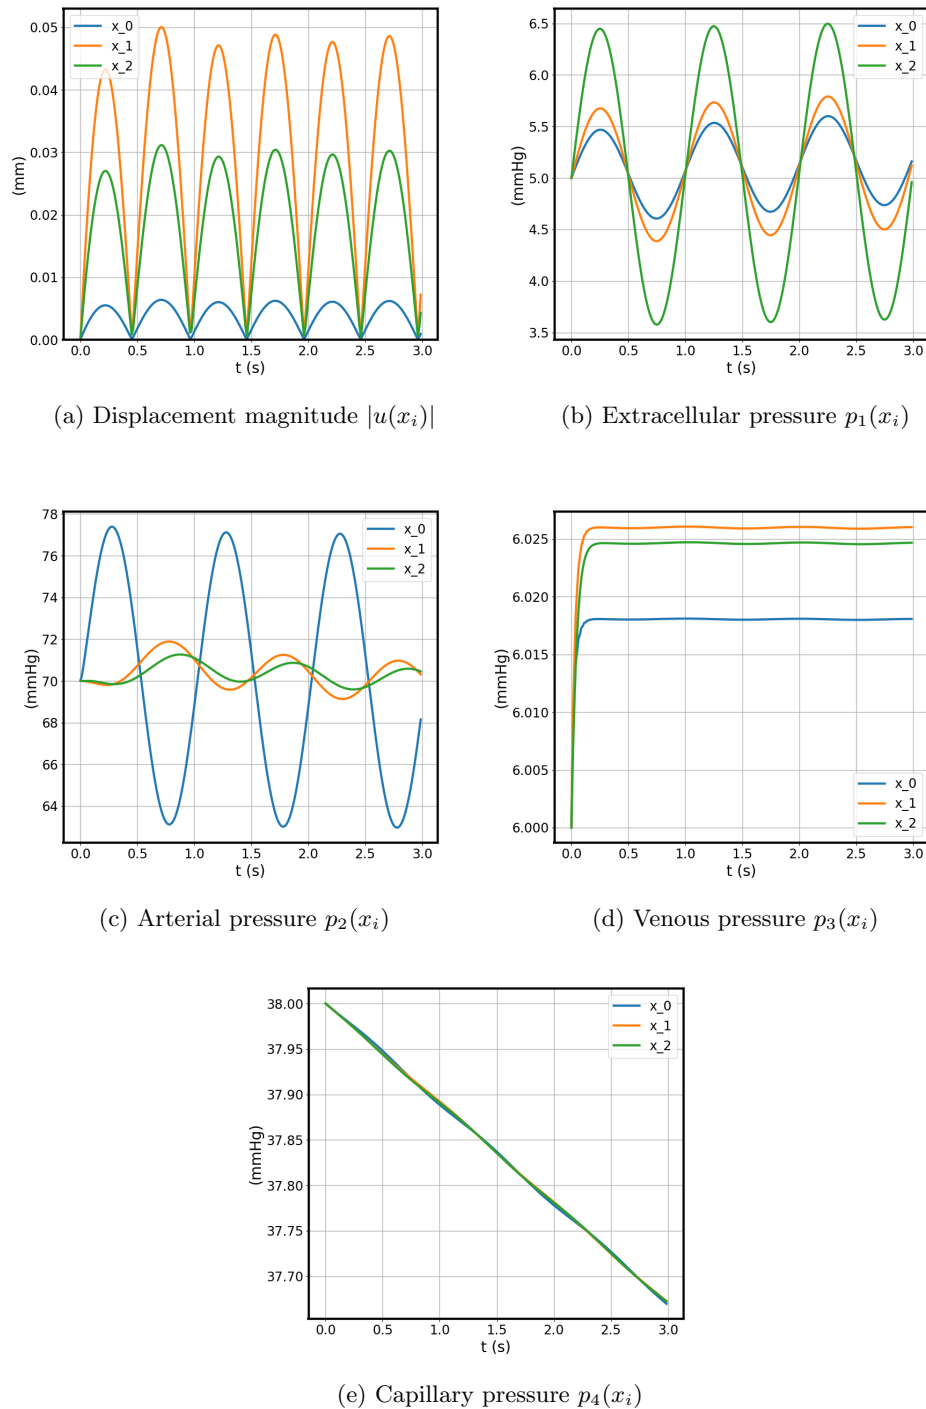 0.05
0.04
0.03
0.02
0.01
0.00
(mm)
x_0
x_1
x_2
0.0 0.5 1.0 1.5 2.0 2.5 3.0
t (s)
(a) Displacement magnitude |u(x_i)|
6.5
6.0
5.5
5.0
4.5
4.0
3.5
(mmHg)
x_0
x_1
x_2
0.0 0.5 1.0 1.5 2.0 2.5 3.0
t (s)
(b) Extracellular pressure p_1(x_i)
78
76
74
72
70
68
66
64
(mmHg)
x_0
x_1
x_2
0.0 0.5 1.0 1.5 2.0 2.5 3.0
t (s)
(c) Arterial pressure p_2(x_i)
6.025
6.020
6.015
6.010
6.005
6.000
(mmHg)
x_0
x_1
x_2
0.0 0.5 1.0 1.5 2.0 2.5 3.0
t (s)
(d) Venous pressure p_3(x_i)
38.00
37.95
37.90
37.85
37.80
37.75
37.70
(mmHg)
x_0
x_1
x_2
0.0 0.5 1.0 1.5 2.0 2.5 3.0
t (s)
(e) Capillary pressure p_4(x_i)